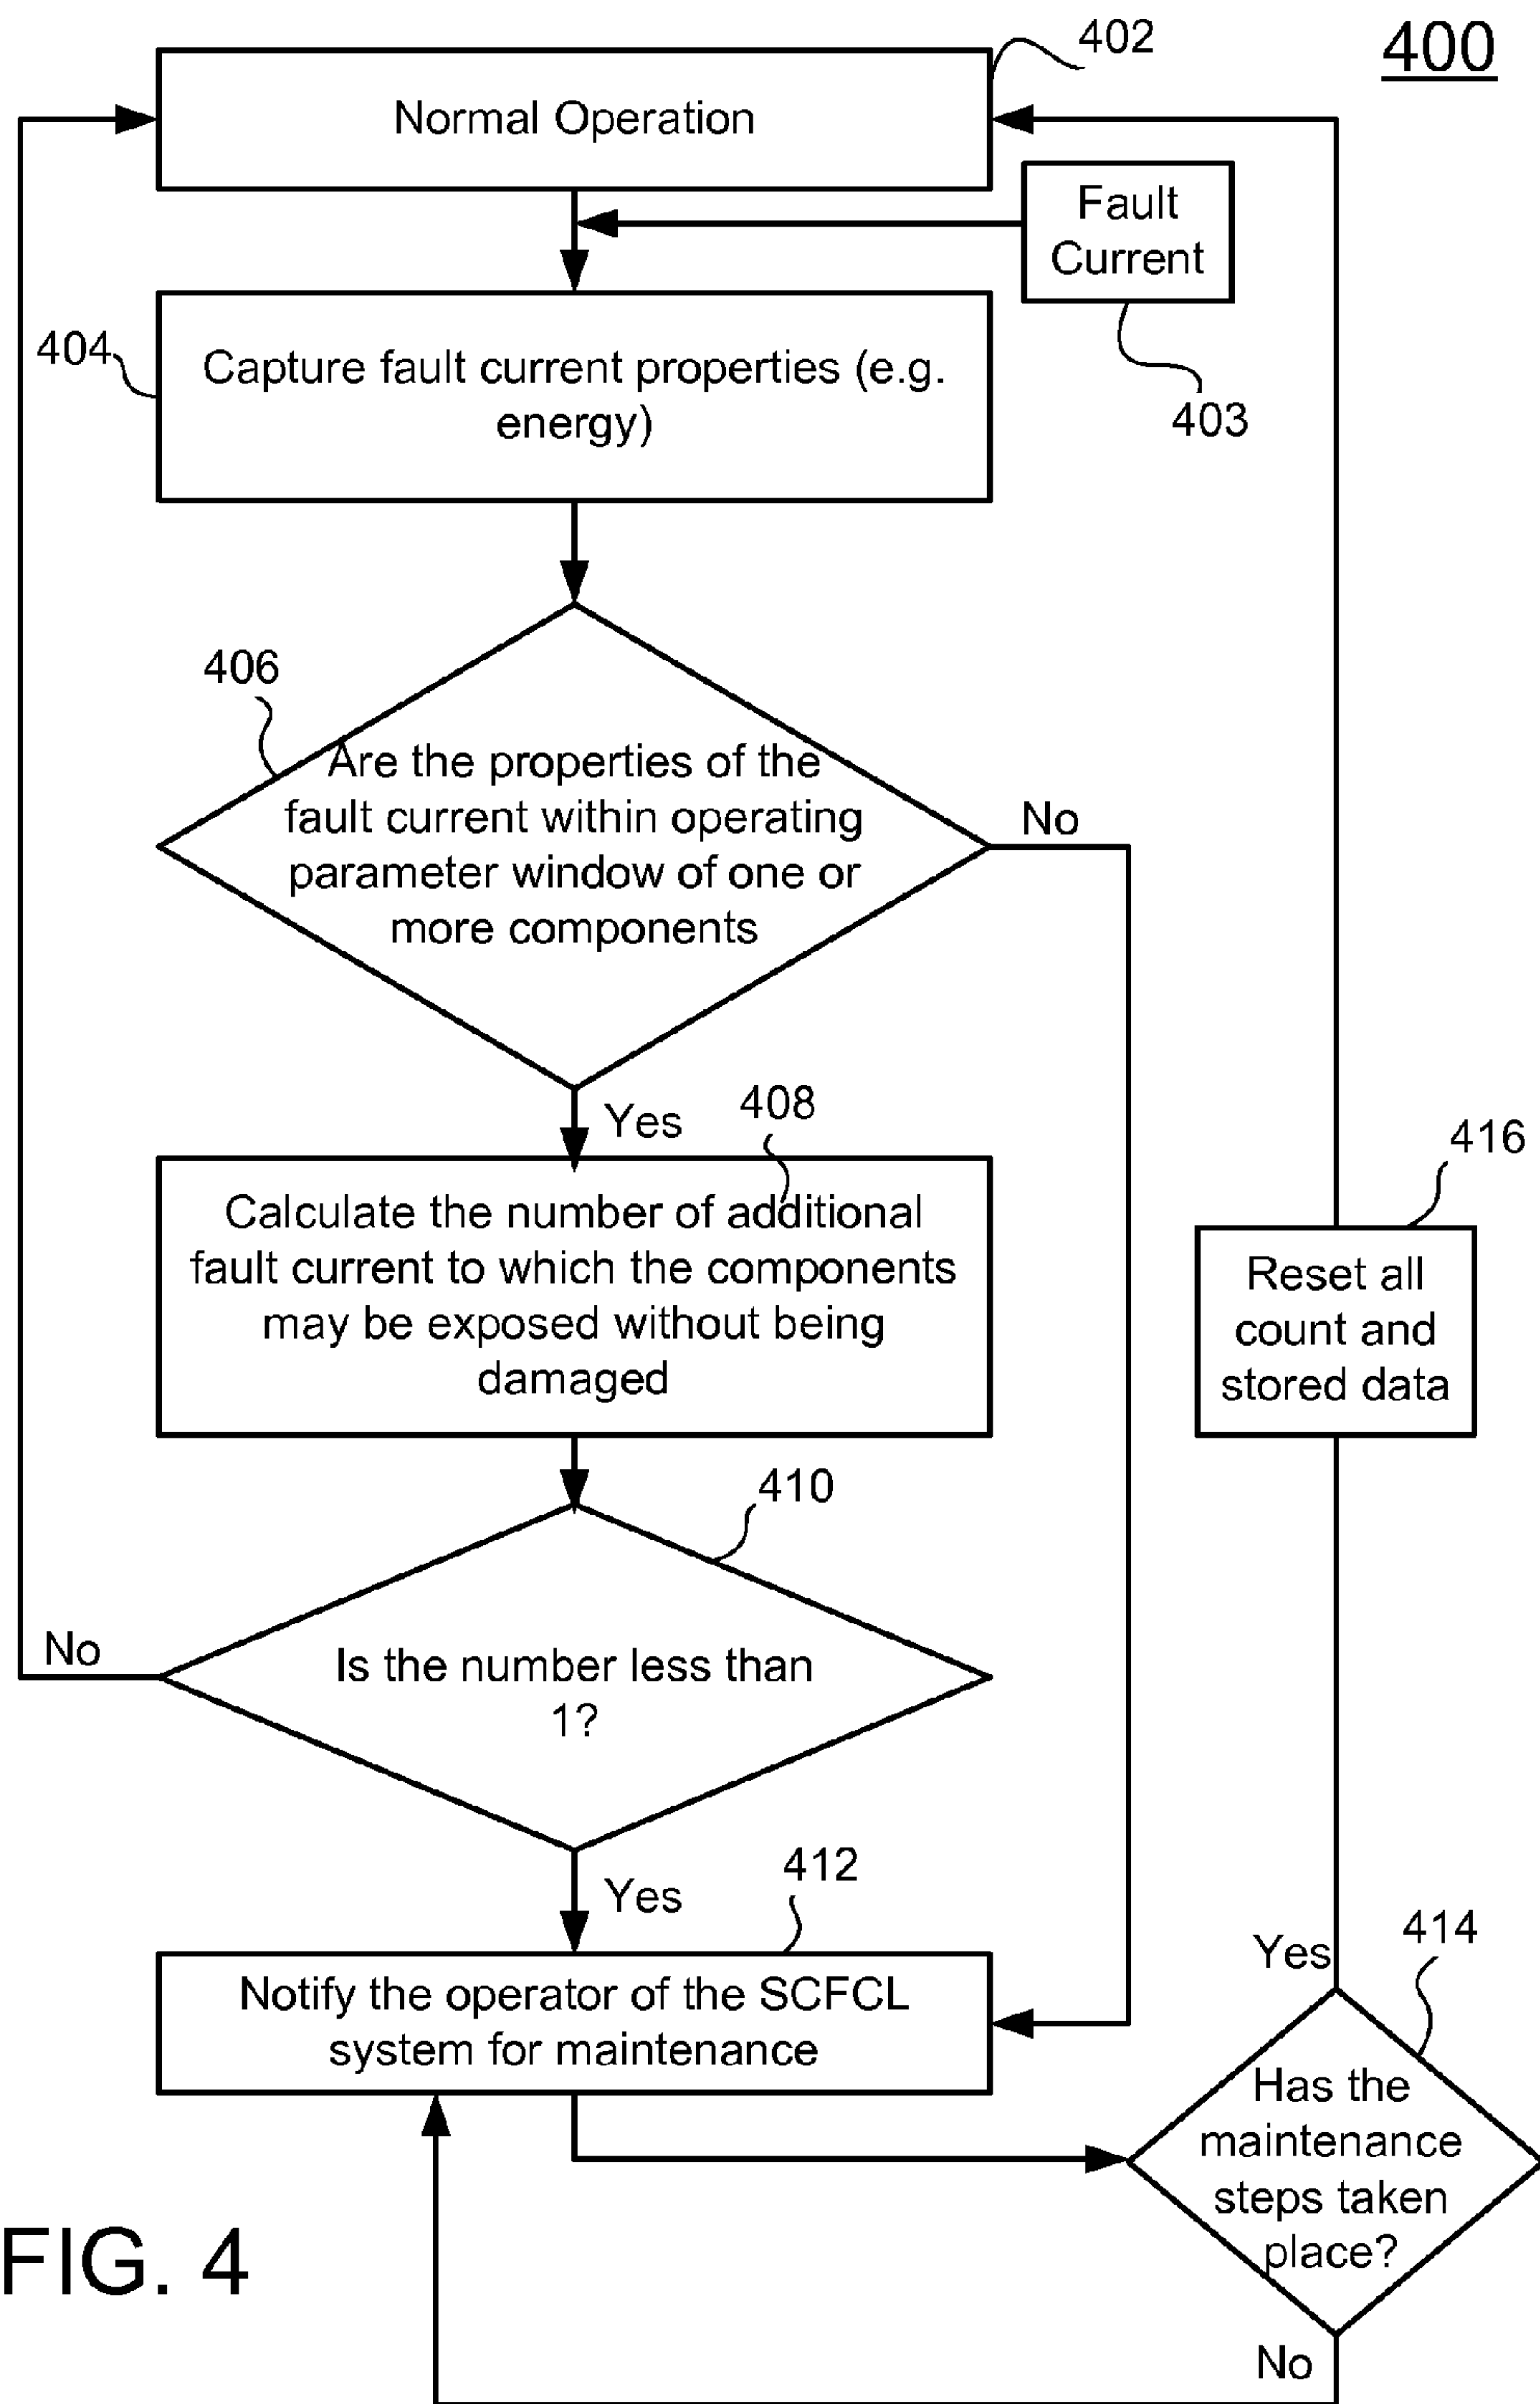 402
400
Normal Operation
Fault
Current
403
404
Capture fault current properties (e.g.
energy)
406
Are the properties of the
fault current within operating
parameter window of one or
more components
No
Yes
408
Calculate the number of additional
fault current to which the components
may be exposed without being
damaged
416
Reset all
count and
stored data
410
No
Is the number less than
1?
Yes
412
Notify the operator of the SCFCL
system for maintenance
Yes
414
Has the
maintenance
steps taken
place?
No
FIG. 4